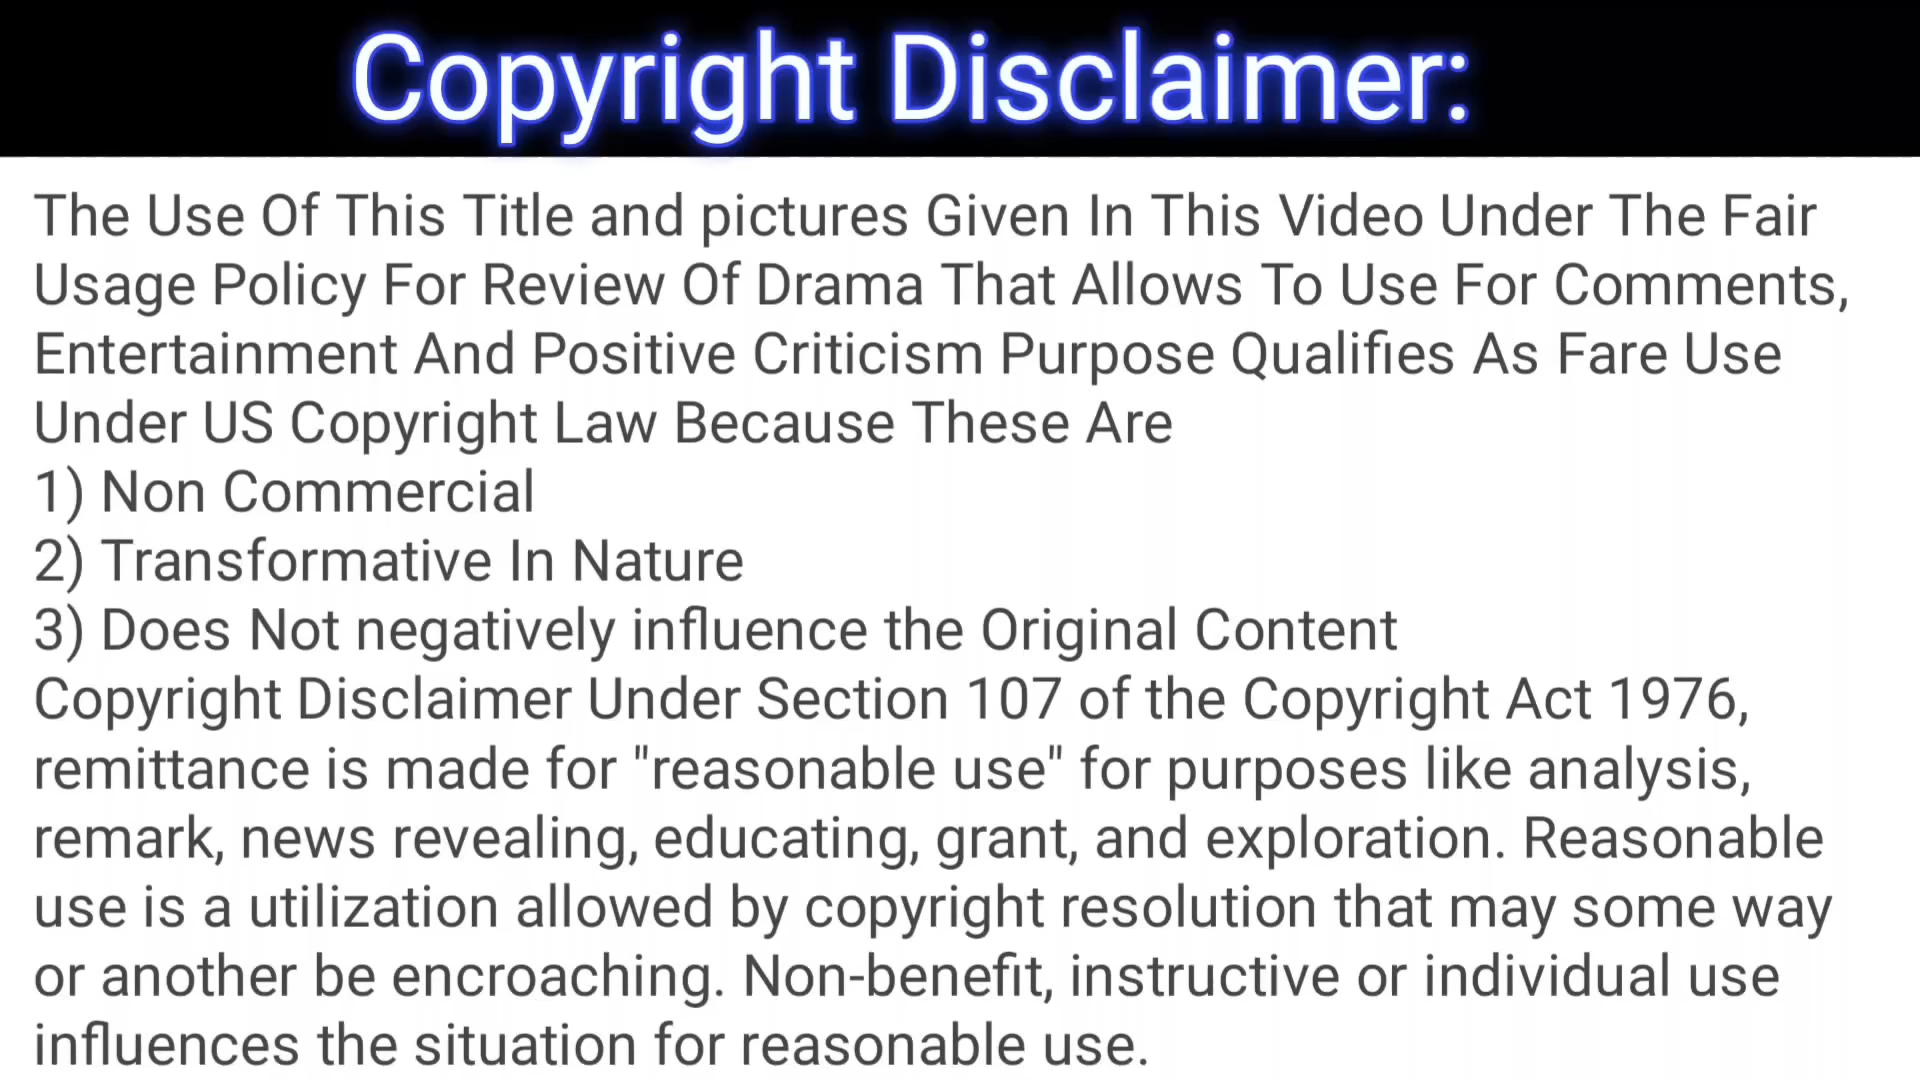 Copyright Disclaimer:
The Use Of This Title and pictures Given In This Video Under The Fair
Usage Policy For Review Of Drama That Allows To Use For Comments,
Entertainment And Positive Criticism Purpose Qualifies As Fare Use
Under US Copyright Law Because These Are
1) Non Commercial
2) Transformative In Nature
3) Does Not negatively influence the Original Content
Copyright Disclaimer Under Section 107 of the Copyright Act 1976,
remittance is made for "reasonable use" for purposes like analysis,
remark, news revealing, educating, grant, and exploration. Reasonable
use is a utilization allowed by copyright resolution that may some way
or another be encroaching. Non-benefit, instructive or individual use
influences the situation for reasonable use.